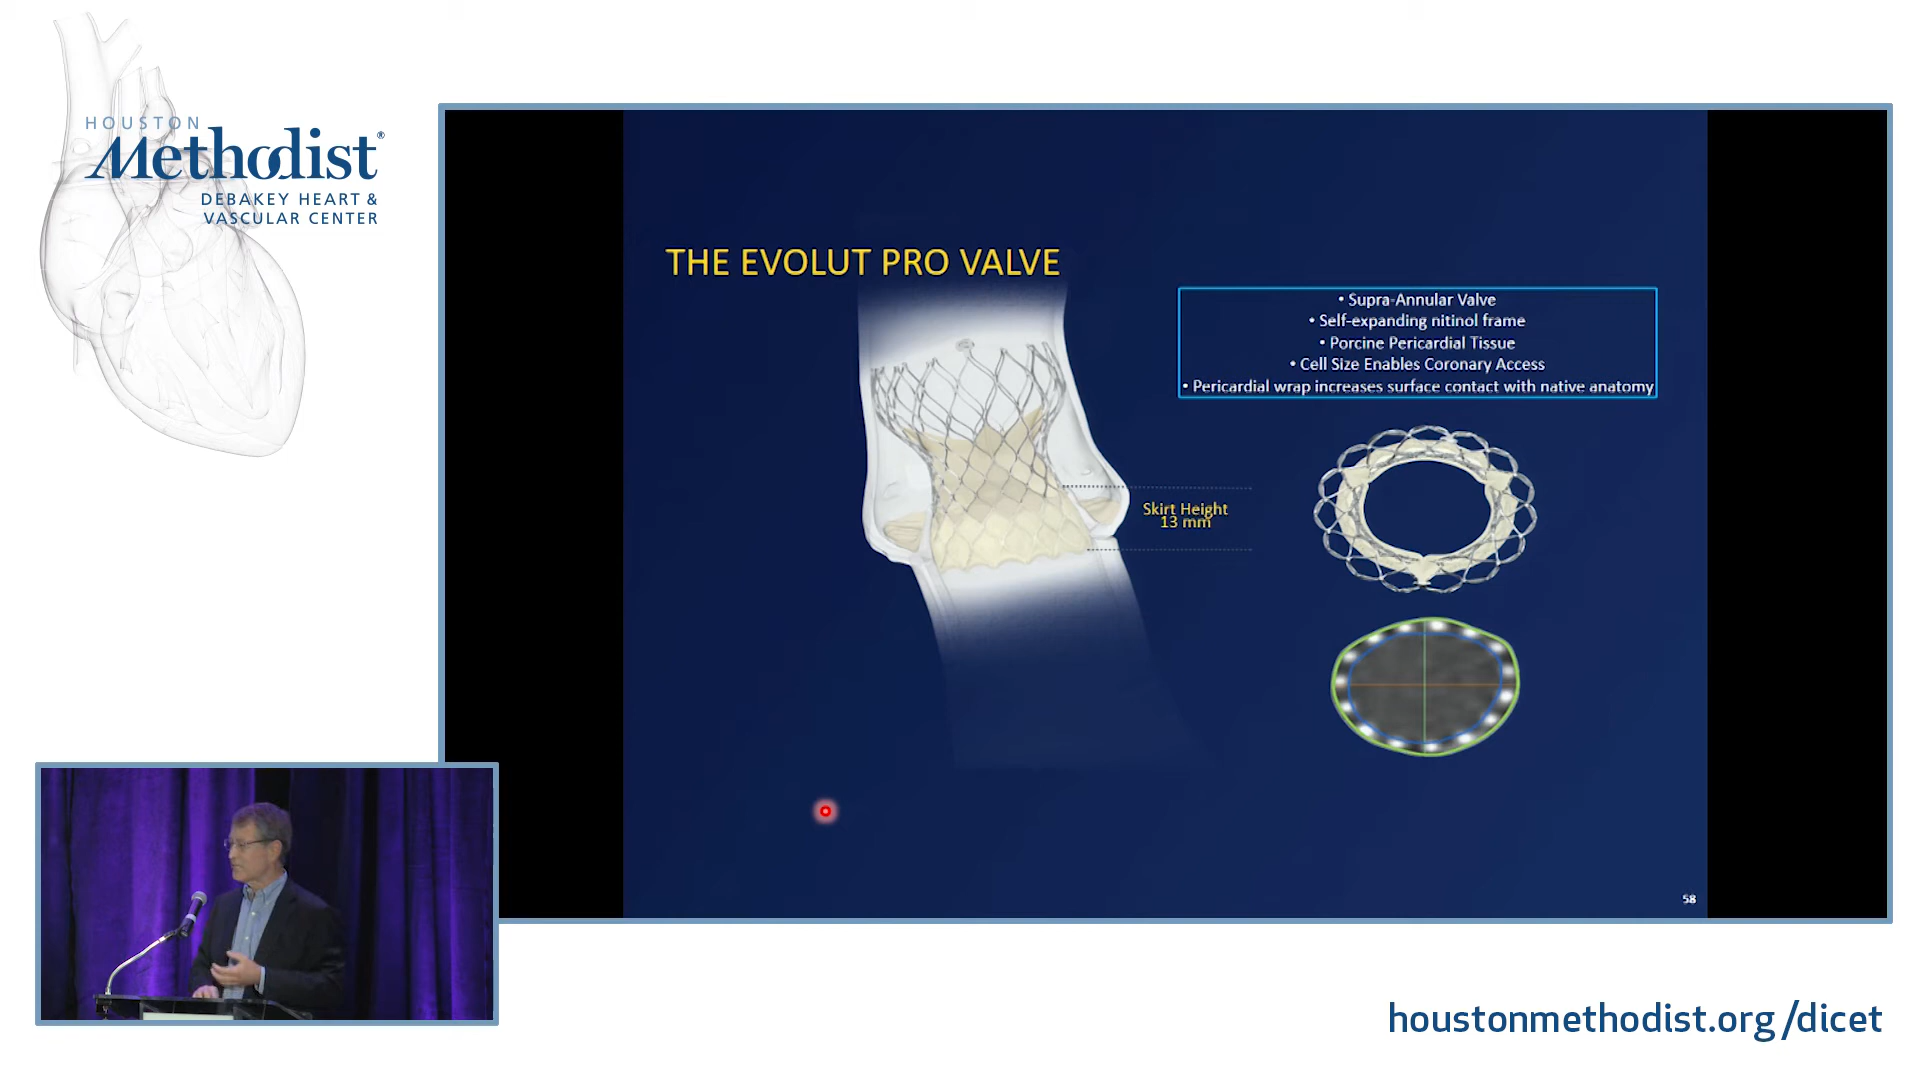 HOUSTON
Methodist®
DEBAKEY HEART &
VASCULAR CENTER
THE EVOLUT PRO VALVE
• Supra-Annular Valve
• Self-expanding nitinol frame
• Porcine Pericardial Tissue
• Cell Size Enables Coronary Access
• Pericardial wrap increases surface contact with native anatomy
Skirt Height
13 mm
58
houstonmethodist.org/dicet